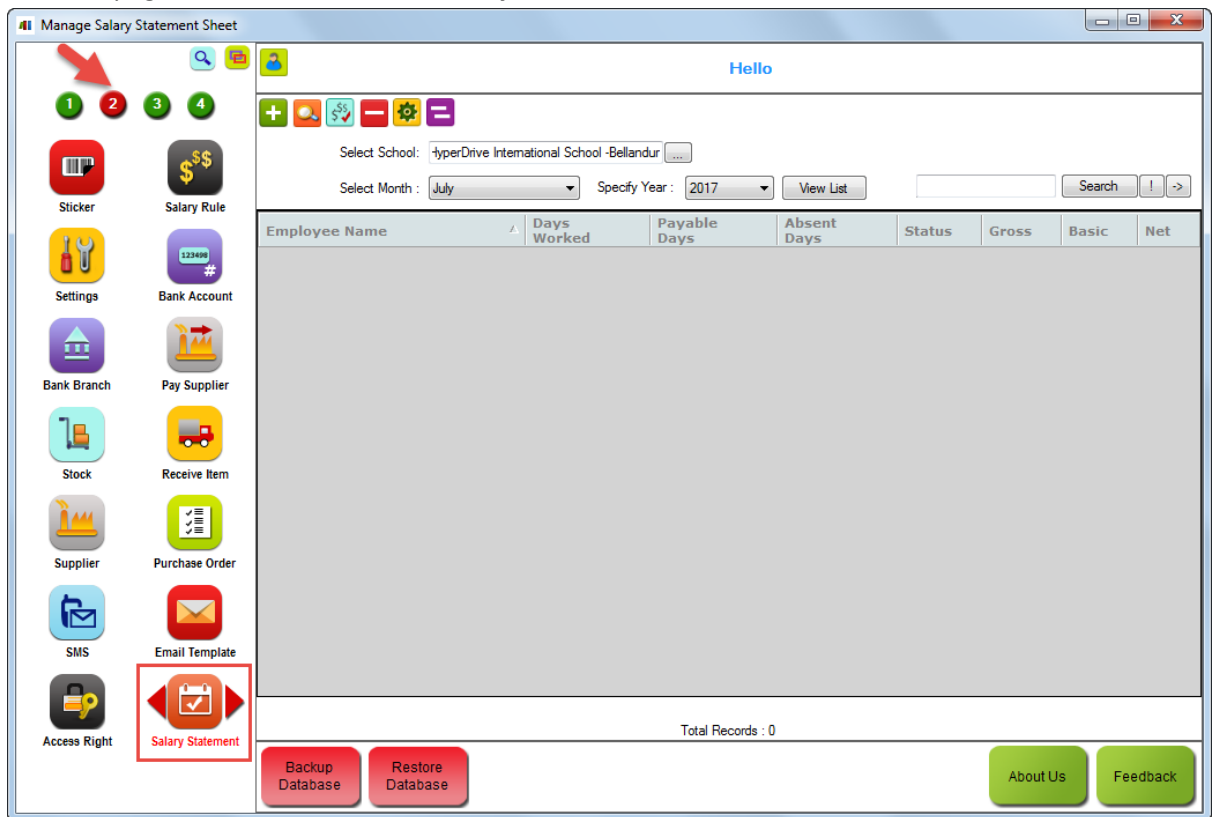 Manage Salary Statement Sheet
Hello
1 2 3 4
Sticker Salary Rule
Settings Bank Account
Bank Branch Pay Supplier
Stock Receive Item
Supplier Purchase Order
SMS Email Template
Access Right Salary Statement
$ $$
123498
#
$$
$
Select School: HyperDrive International School -Bellandur ...
Select Month : July Specify Year : 2017 View List Search ! ->
Employee Name Days Worked Payable Days Absent Days Status Gross Basic Net
Total Records : 0
Backup Database Restore Database About Us Feedback